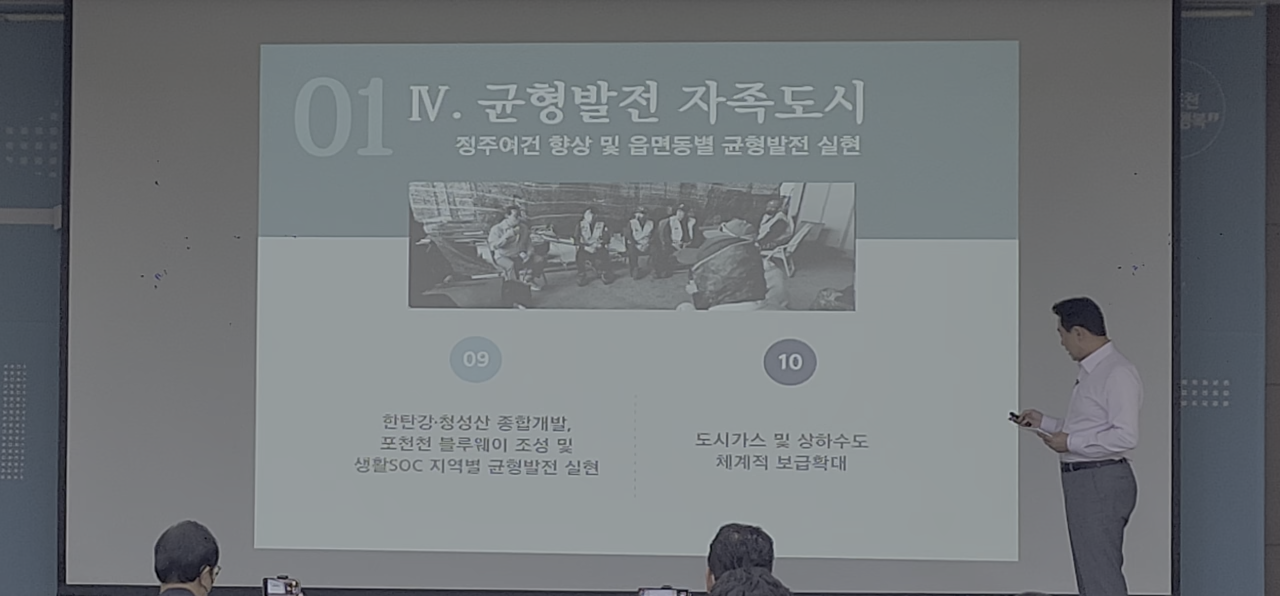 01
Ⅳ. 균형발전 자족도시
정주여건 향상 및 읍면동별 균형발전 실현
09
한탄강·청성산 종합개발,
포천천 블루웨이 조성 및
생활SOC 지역별 균형발전 실현
10
도시가스 및 상하수도
체계적 보급확대